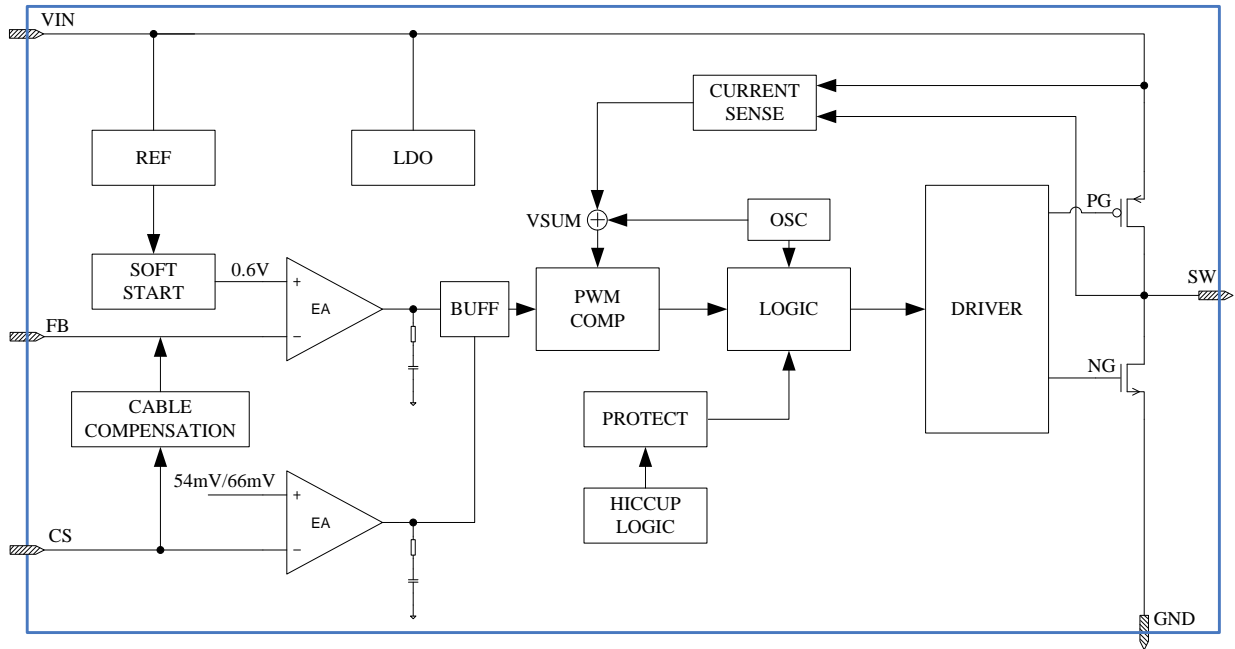 VIN
CURRENT
SENSE
REF
LDO
PG
VSUM
OSC
SOFT
START
0.6V
+
EA
−
BUFF
PWM
COMP
LOGIC
DRIVER
SW
FB
NG
CABLE
COMPENSATION
PROTECT
54mV/66mV
+
EA
−
HICCUP
LOGIC
CS
GND